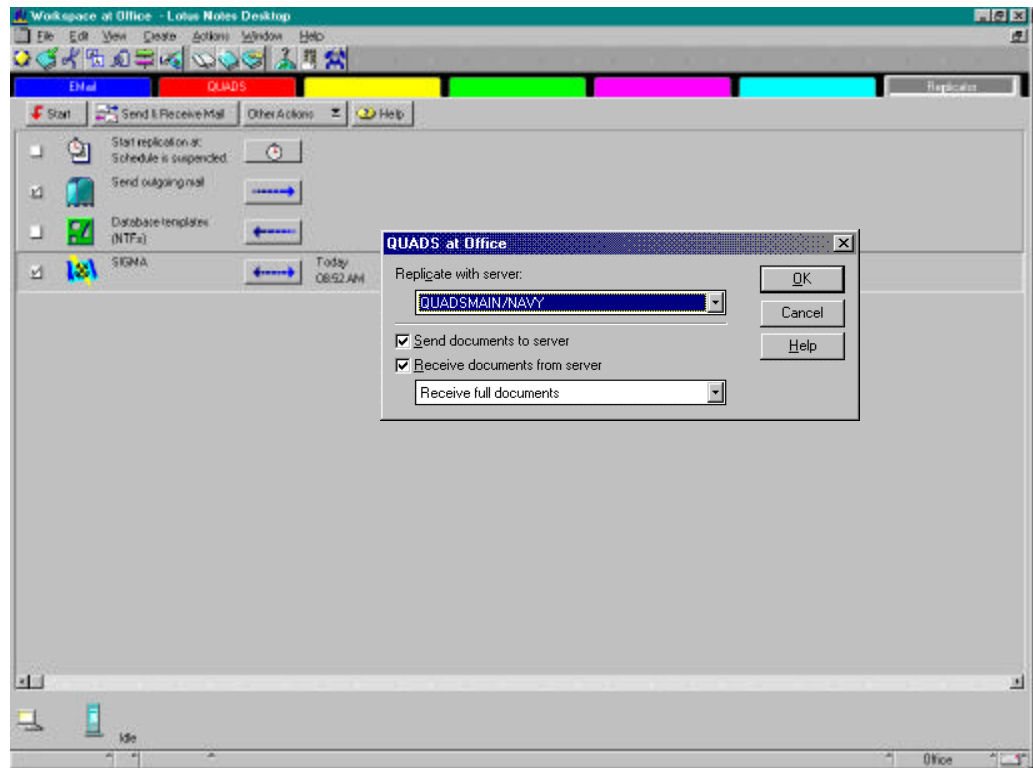 Workspace at Office - Lotus Notes Desktop
File Edit View Create Actions Window Help
EMail QUADS Replicator
Start Send & Receive Mail Other Actions Help
Start replication at:
Schedule is suspended.
Send outgoing mail
Database templates
(NTFs)
SIGMA
Today
08:52 AM
QUADS at Office
Replicate with server:
QUADSMAIN/NAVY
Send documents to server
Receive documents from server
Receive full documents
OK
Cancel
Help
Idle
Office